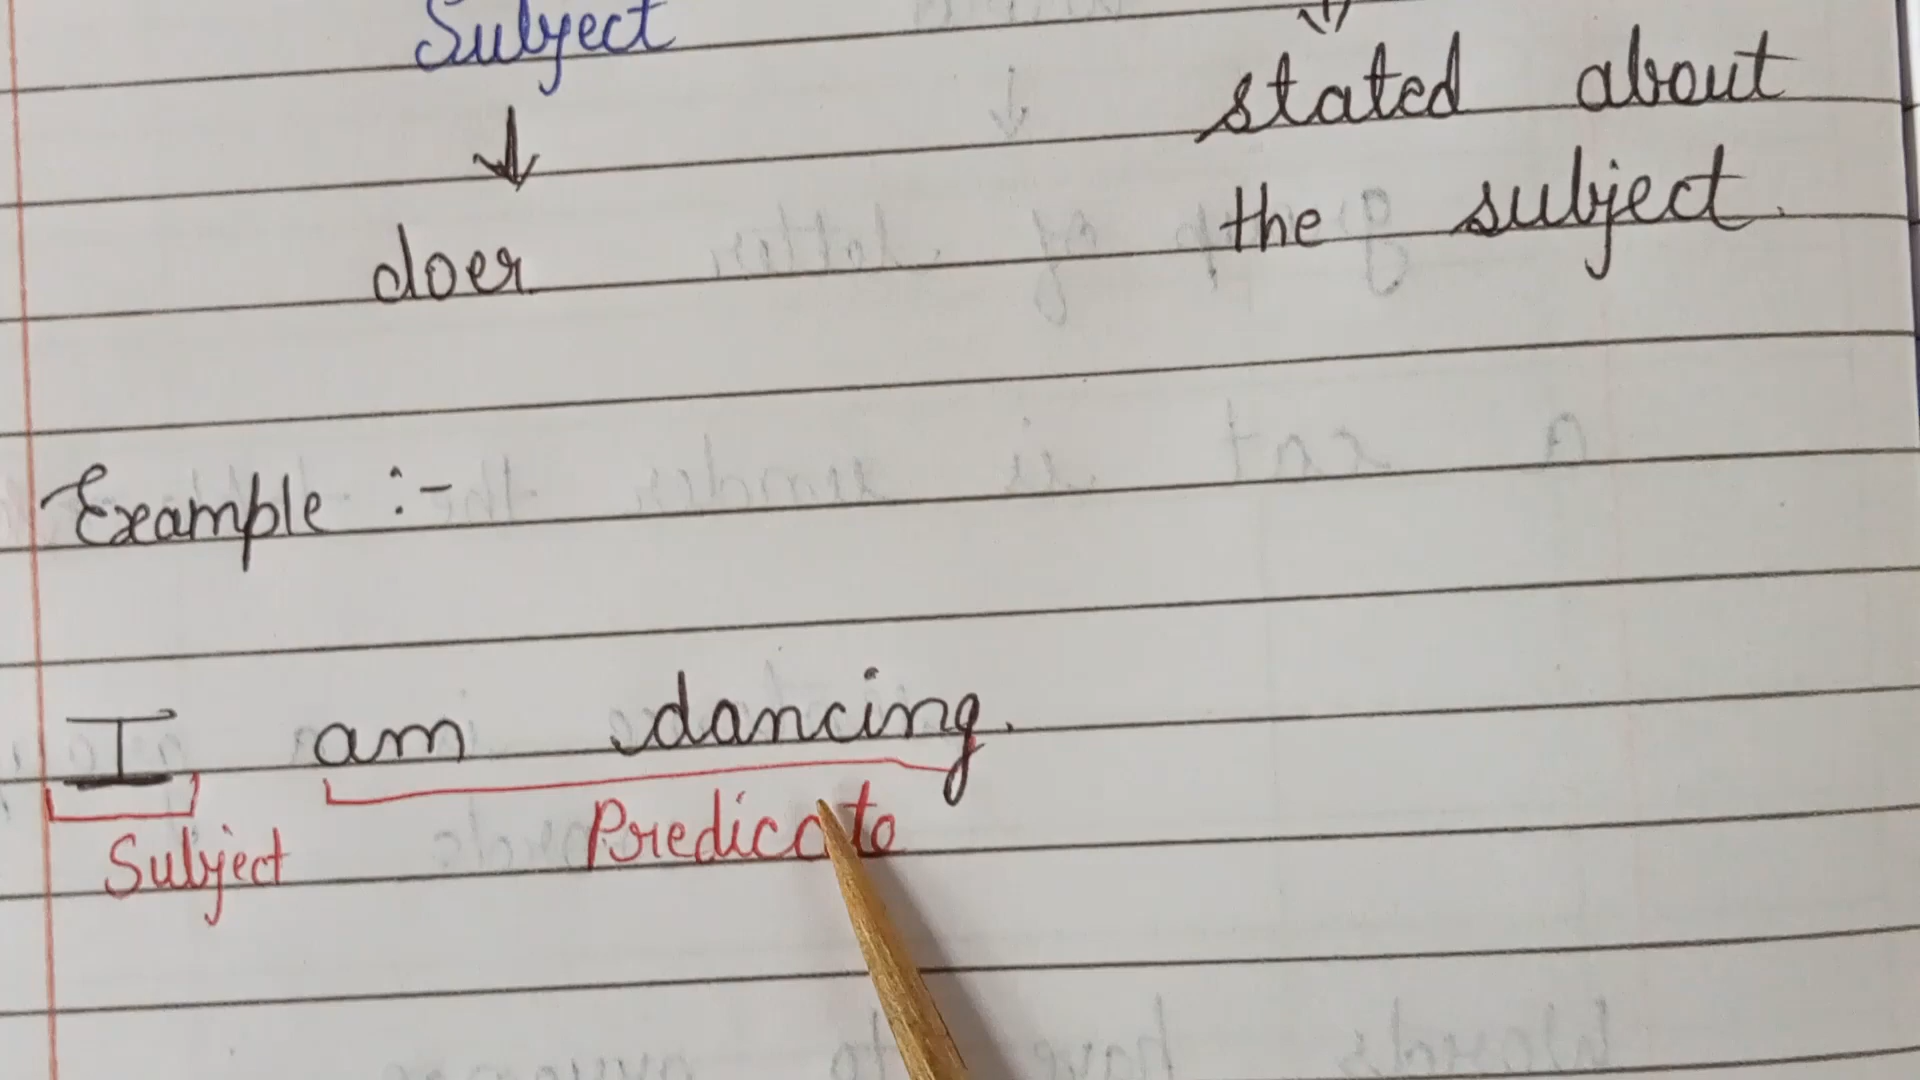 Subject
stated about
the subject.
doer
Example :-
I am dancing.
Subject Predicate